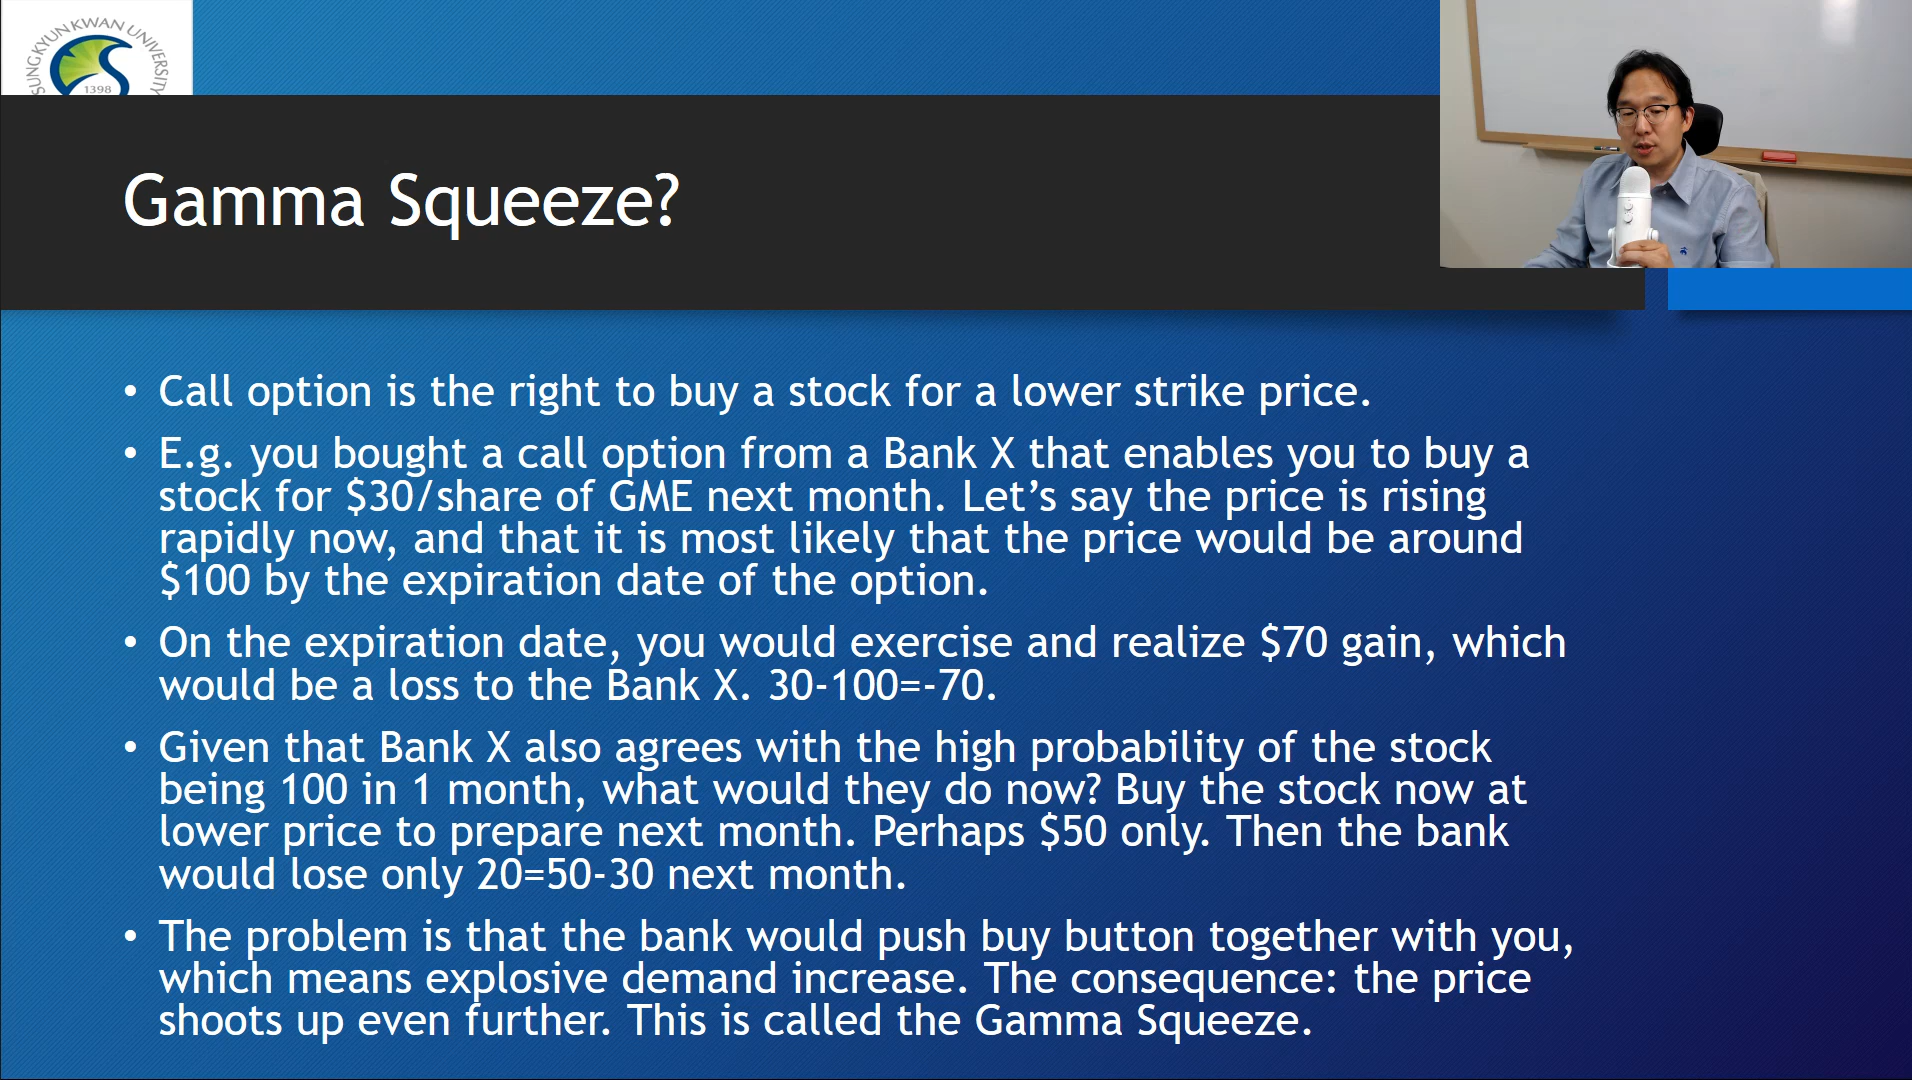 SUNGKYUNKWAN UNIVERSITY
1398
Gamma Squeeze?
• Call option is the right to buy a stock for a lower strike price.
• E.g. you bought a call option from a Bank X that enables you to buy a
stock for $30/share of GME next month. Let’s say the price is rising
rapidly now, and that it is most likely that the price would be around
$100 by the expiration date of the option.
• On the expiration date, you would exercise and realize $70 gain, which
would be a loss to the Bank X. 30-100=-70.
• Given that Bank X also agrees with the high probability of the stock
being 100 in 1 month, what would they do now? Buy the stock now at
lower price to prepare next month. Perhaps $50 only. Then the bank
would lose only 20=50-30 next month.
• The problem is that the bank would push buy button together with you,
which means explosive demand increase. The consequence: the price
shoots up even further. This is called the Gamma Squeeze.